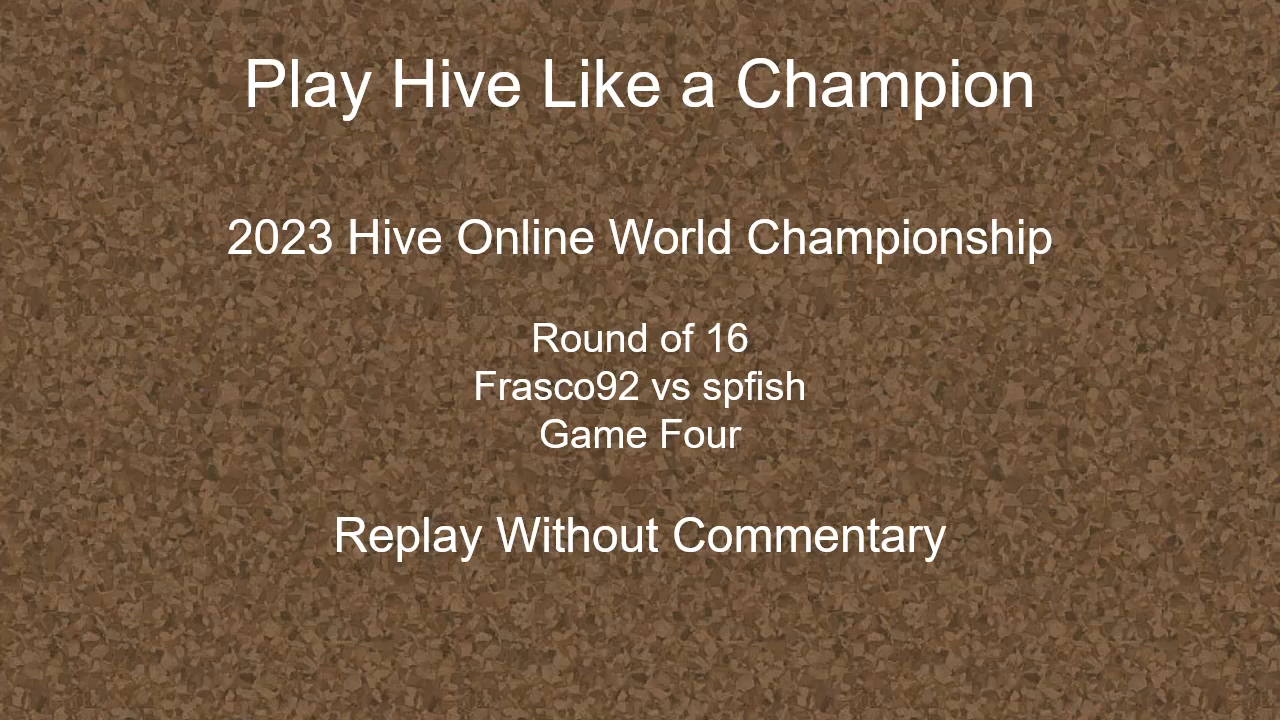 Play Hive Like a Champion
2023 Hive Online World Championship
Round of 16
Frasco92 vs spfish
Game Four
Replay Without Commentary